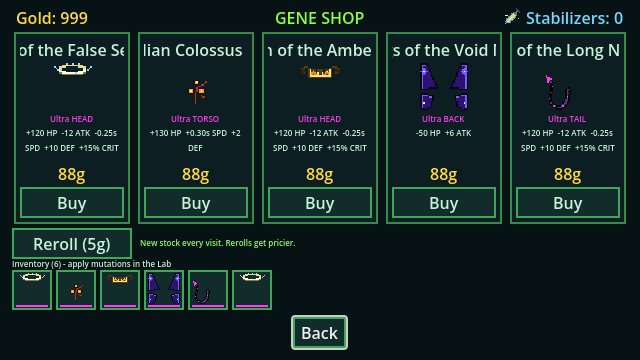 Gold: 999
GENE SHOP
Stabilizers: 0
of the False Se
lian Colossus
n of the Ambe
s of the Void
of the Long N
Ultra HEAD
+120 HP -12 ATK -0.25s
SPD +10 DEF +15% CRIT
88g
Buy
Ultra TORSO
+130 HP +0.30s SPD +2
DEF
88g
Buy
Ultra HEAD
+120 HP -12 ATK -0.25s
SPD +10 DEF +15% CRIT
88g
Buy
Ultra BACK
-50 HP +6 ATK
88g
Buy
Ultra TAIL
+120 HP -12 ATK -0.25s
SPD +10 DEF +15% CRIT
88g
Buy
Reroll (5g)
New stock every visit. Rerolls get pricier.
Inventory (6) - apply mutations in the Lab
Back